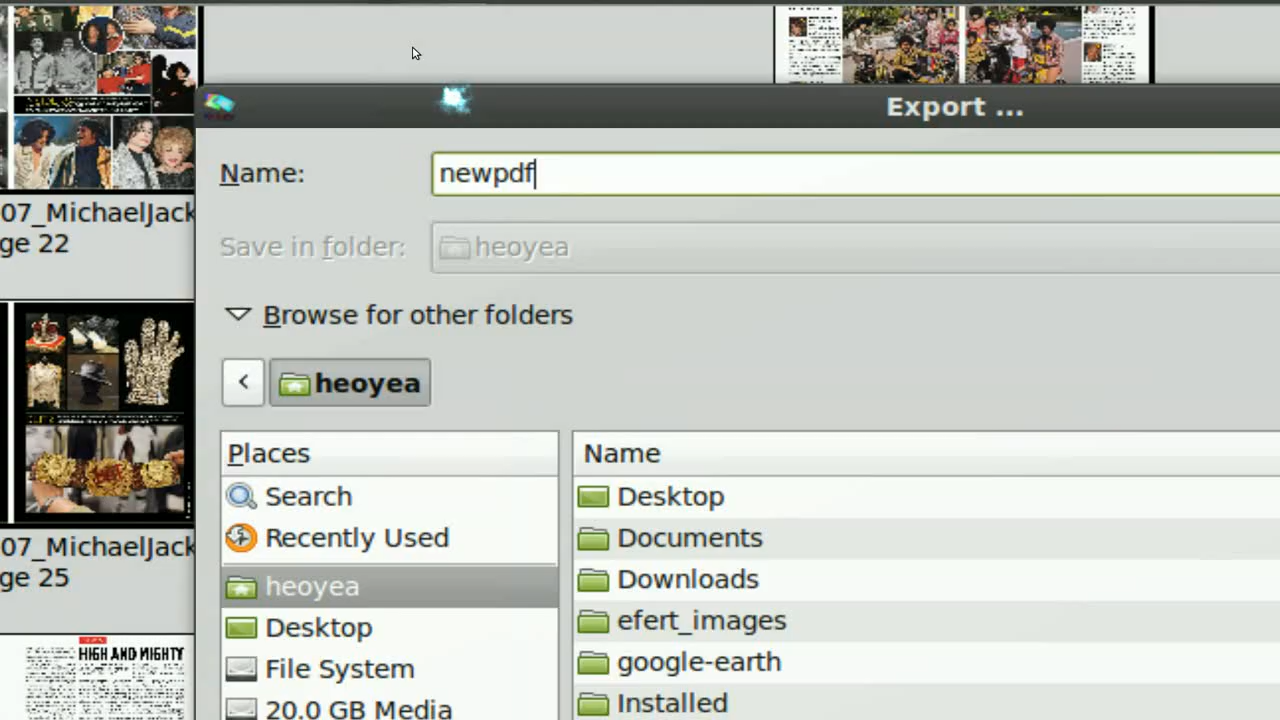 Export ...
Name: newpdf
Save in folder: heoyea
Browse for other folders
heoyea
Places
Search
Recently Used
heoyea
Desktop
File System
20.0 GB Media
Name
Desktop
Documents
Downloads
efert_images
google-earth
Installed
07_MichaelJack
ge 22
07_MichaelJack
ge 25
HIGH AND MIGHTY